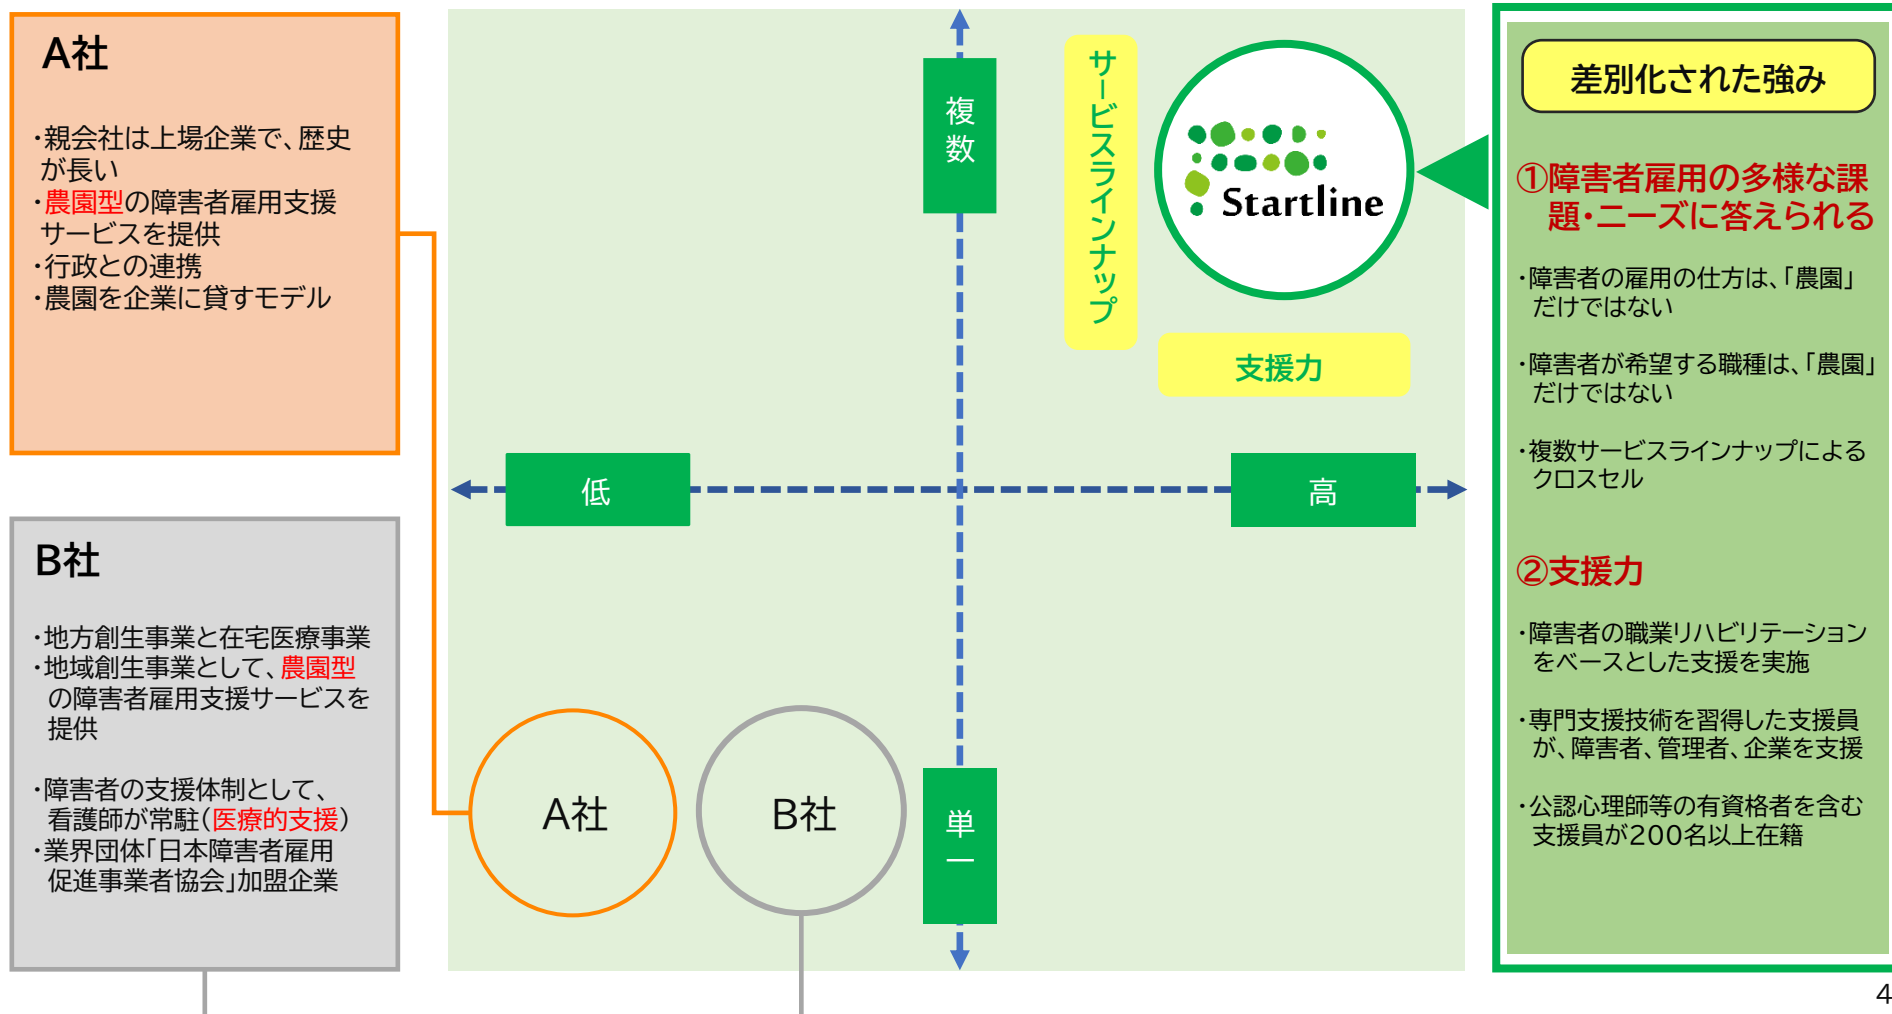 A社
・親会社は上場企業で、歴史
が長い
・農園型の障害者雇用支援
サービスを提供
・行政との連携
・農園を企業に貸すモデル
B社
・地方創生事業と在宅医療事業
・地域創生事業として、農園型
の障害者雇用支援サービスを
提供
・障害者の支援体制として、
看護師が常駐(医療的支援)
・業界団体「日本障害者雇用
促進事業者協会」加盟企業
複数
サービスラインナップ
Startline
支援力
低
高
A社
B社
単一
差別化された強み
①障害者雇用の多様な課
題・ニーズに答えられる
・障害者の雇用の仕方は、「農園」
だけではない
・障害者が希望する職種は、「農園」
だけではない
・複数サービスラインナップによる
クロスセル
②支援力
・障害者の職業リハビリテーション
をベースとした支援を実施
・専門支援技術を習得した支援員
が、障害者、管理者、企業を支援
・公認心理師等の有資格者を含む
支援員が200名以上在籍
4